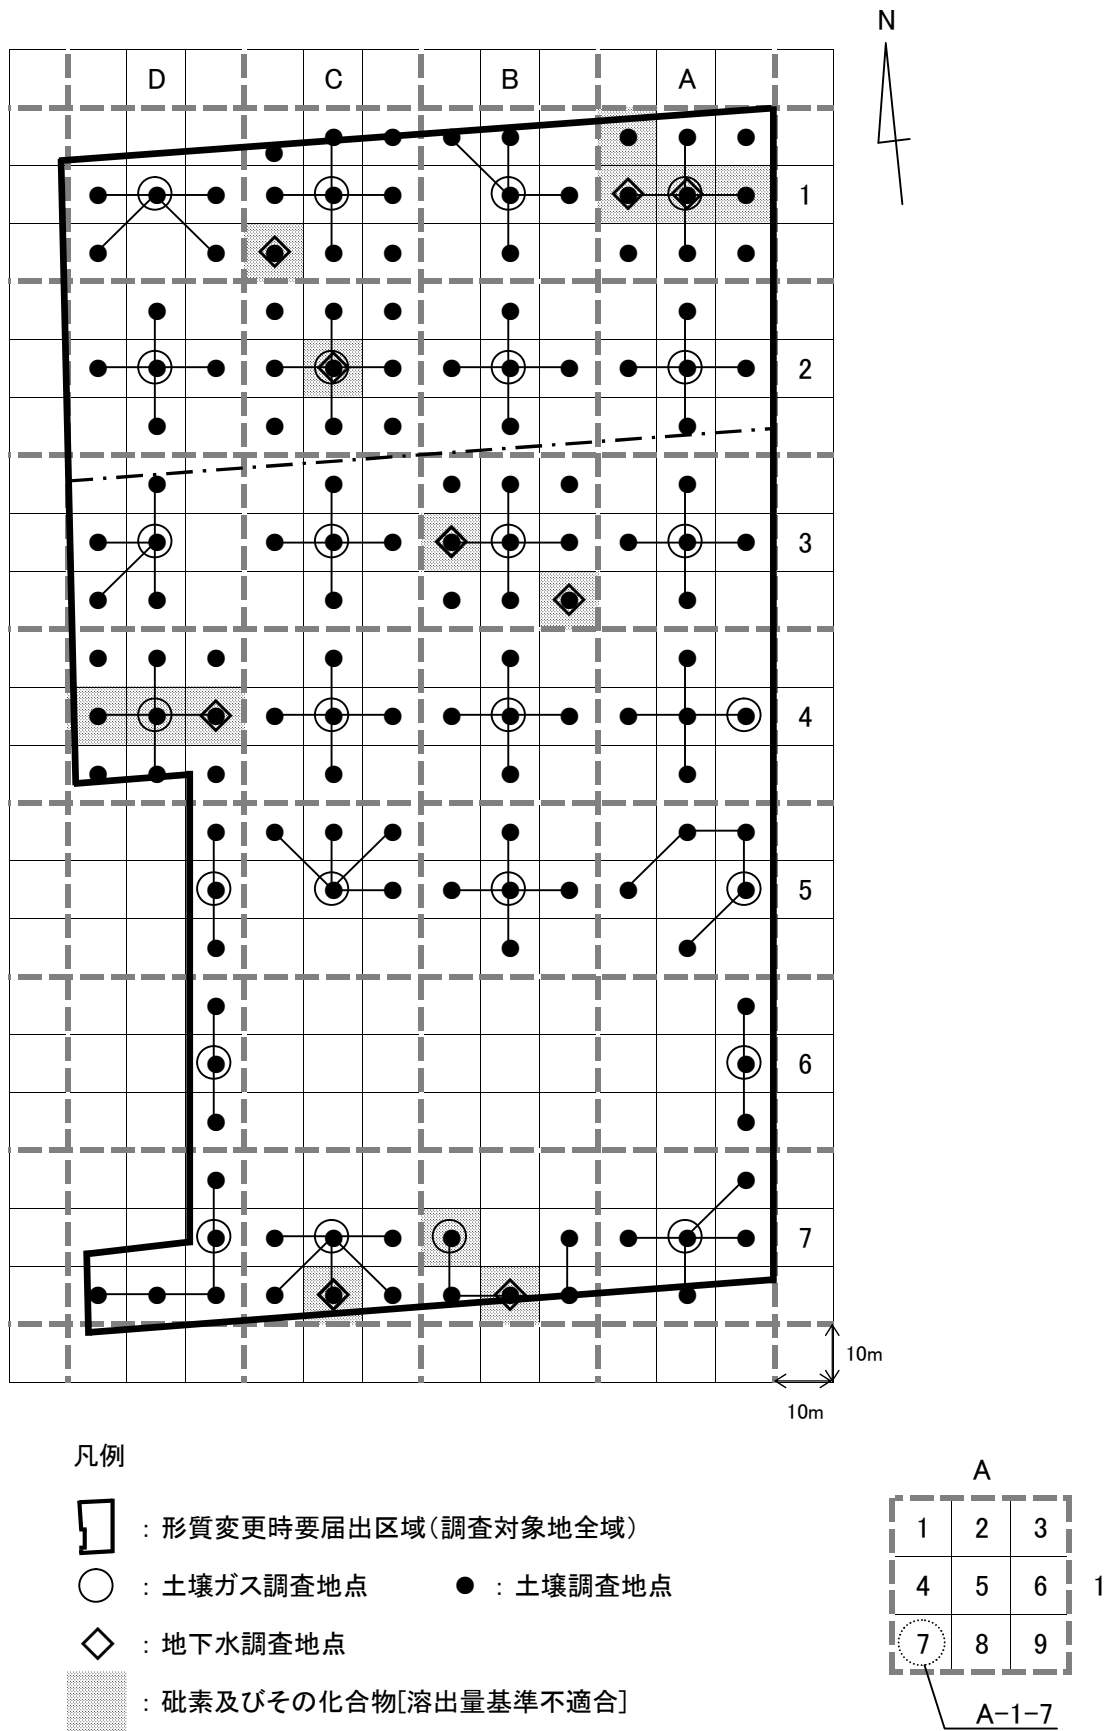 N
D C B A
1
2
3
4
5
6
7
10m
10m
凡例
：形質変更時要届出区域（調査対象地全域）
：土壌ガス調査地点
：土壌調査地点
：地下水調査地点
：砒素及びその化合物[溶出量基準不適合]
A
1 2 3
4 5 6 1
7 8 9
A-1-7